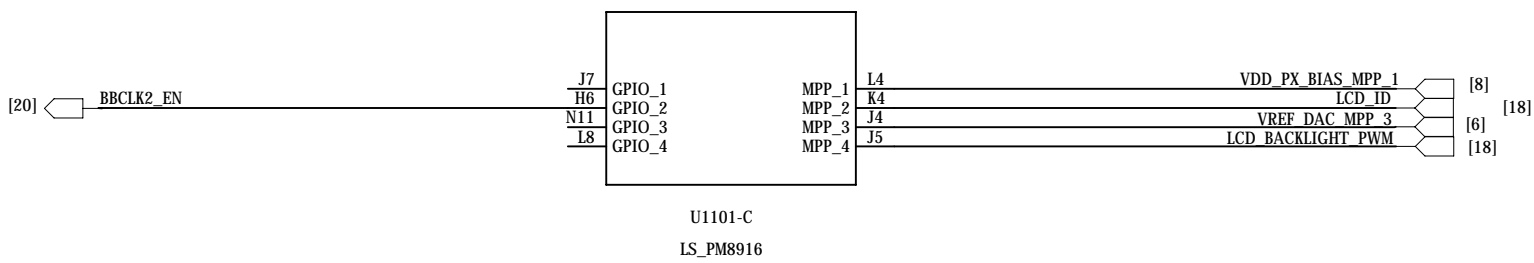 J7 GPIO_1 MPP_1 L4 VDD_PX_BIAS_MPP_1 [8]
[20] BBCLK2_EN H6 GPIO_2 MPP_2 K4 LCD_ID [18]
N11 GPIO_3 MPP_3 J4 VREF_DAC_MPP_3 [6]
L8 GPIO_4 MPP_4 J5 LCD_BACKLIGHT_PWM [18]
U1101-C
LS_PM8916